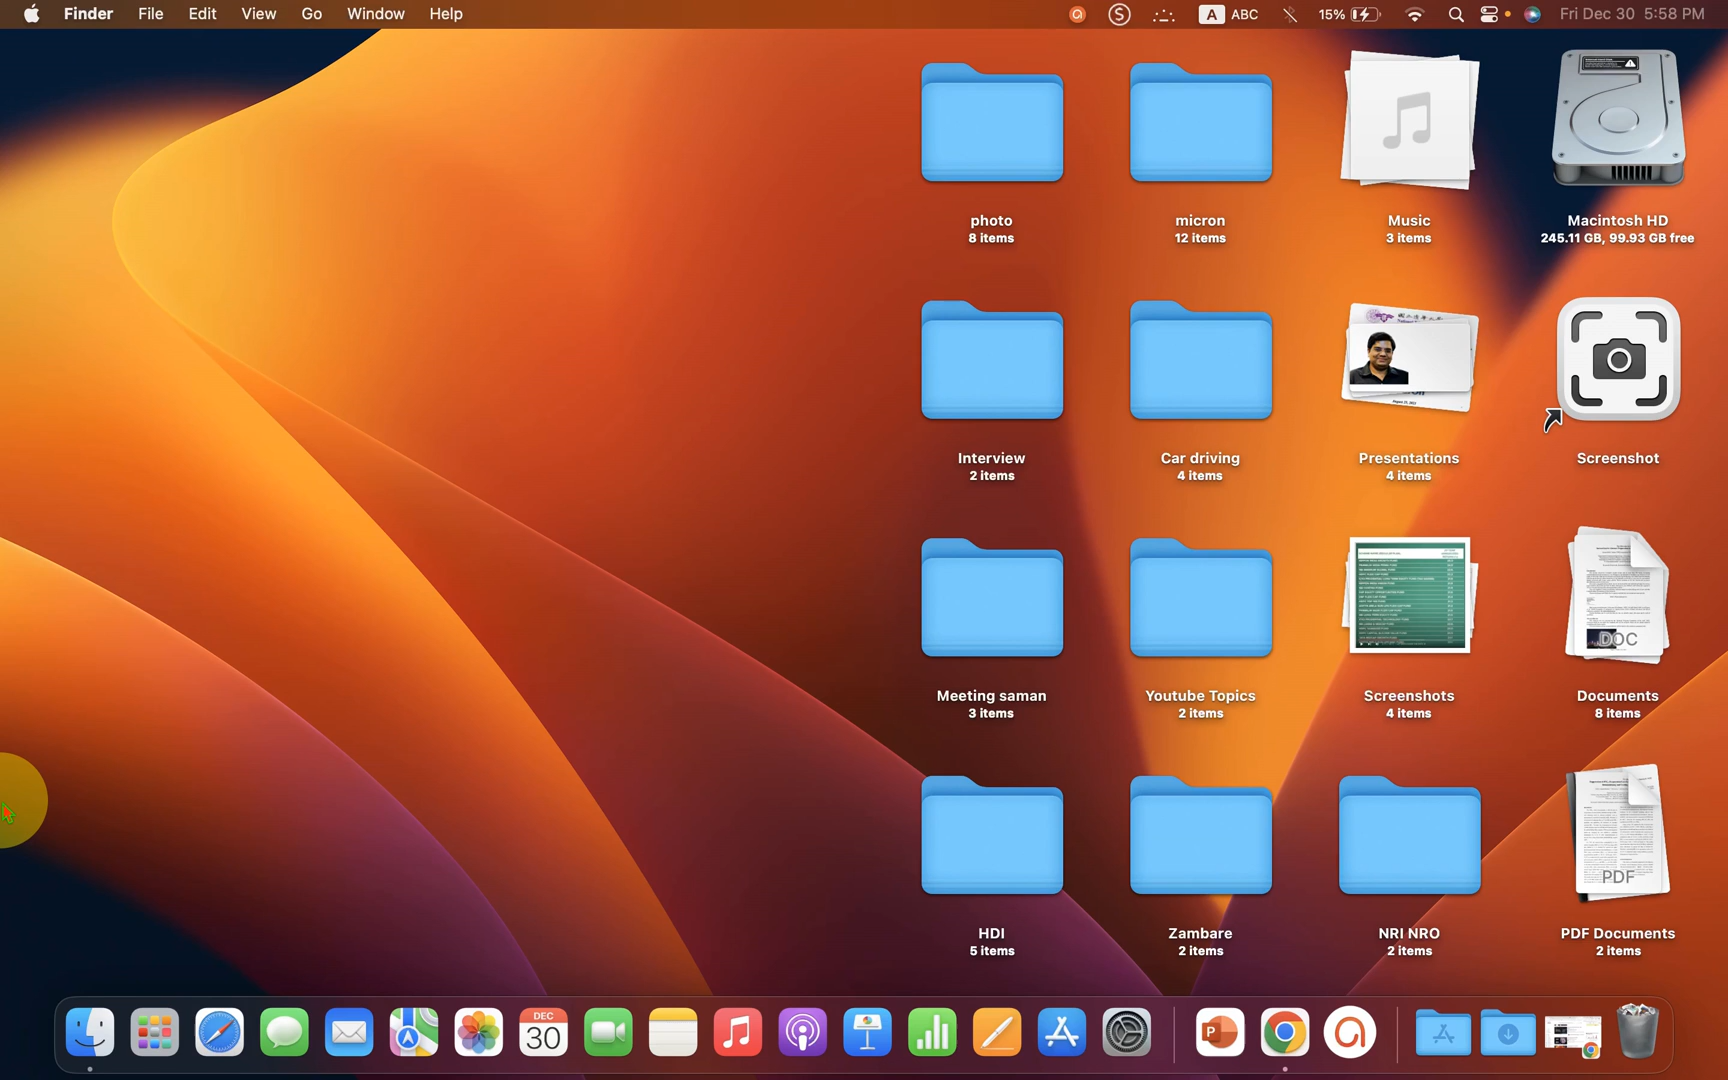 Finder File Edit View Go Window Help
A ABC 15% Fri Dec 30 5:58 PM
photo
8 items
micron
12 items
Music
3 items
Macintosh HD
245.11 GB, 99.93 GB free
Interview
2 items
Car driving
4 items
Presentations
4 items
Screenshot
Meeting saman
3 items
Youtube Topics
2 items
Screenshots
4 items
DOC
Documents
8 items
HDI
5 items
Zambare
2 items
NRI NRO
2 items
PDF
PDF Documents
2 items
DEC
30
P